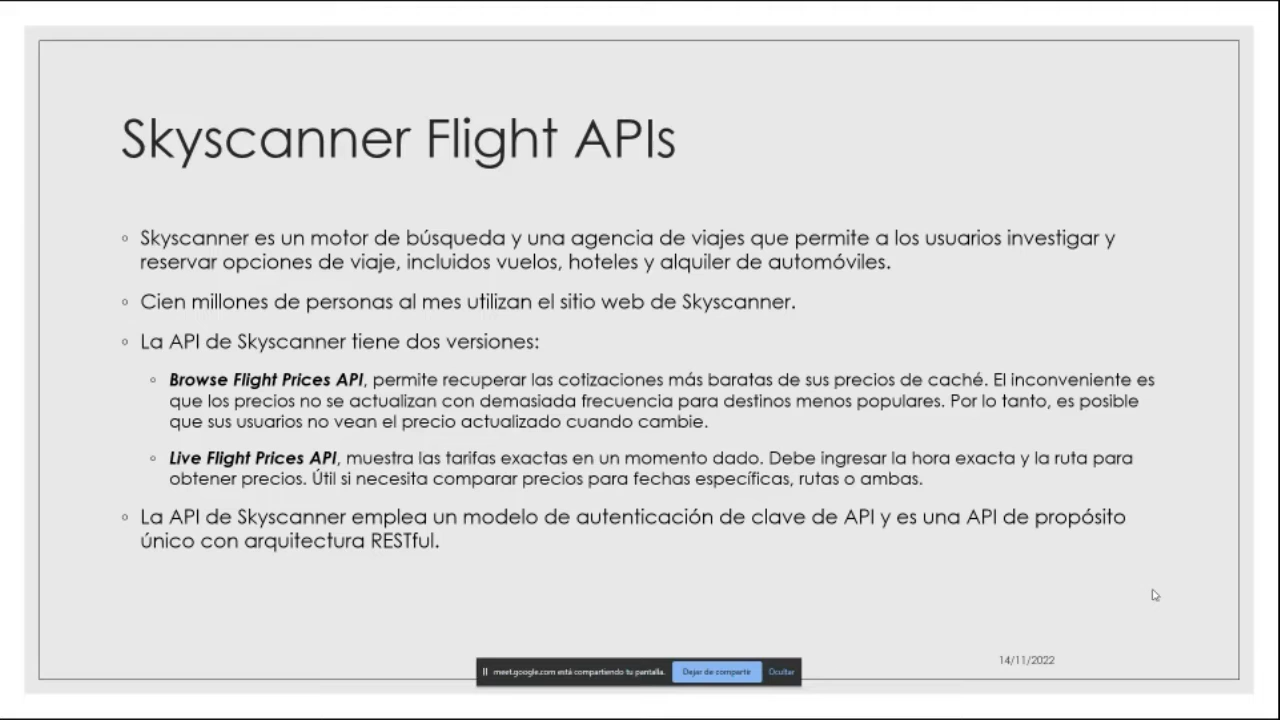 Skyscanner Flight APIs
◦ Skyscanner es un motor de búsqueda y una agencia de viajes que permite a los usuarios investigar y
reservar opciones de viaje, incluidos vuelos, hoteles y alquiler de automóviles.
◦ Cien millones de personas al mes utilizan el sitio web de Skyscanner.
◦ La API de Skyscanner tiene dos versiones:
◦ Browse Flight Prices API, permite recuperar las cotizaciones más baratas de sus precios de caché. El inconveniente es
que los precios no se actualizan con demasiada frecuencia para destinos menos populares. Por lo tanto, es posible
que sus usuarios no vean el precio actualizado cuando cambie.
◦ Live Flight Prices API, muestra las tarifas exactas en un momento dado. Debe ingresar la hora exacta y la ruta para
obtener precios. Útil si necesita comparar precios para fechas específicas, rutas o ambas.
◦ La API de Skyscanner emplea un modelo de autenticación de clave de API y es una API de propósito
único con arquitectura RESTful.
14/11/2022
meet.google.com está compartiendo tu pantalla. Dejar de compartir Ocultar